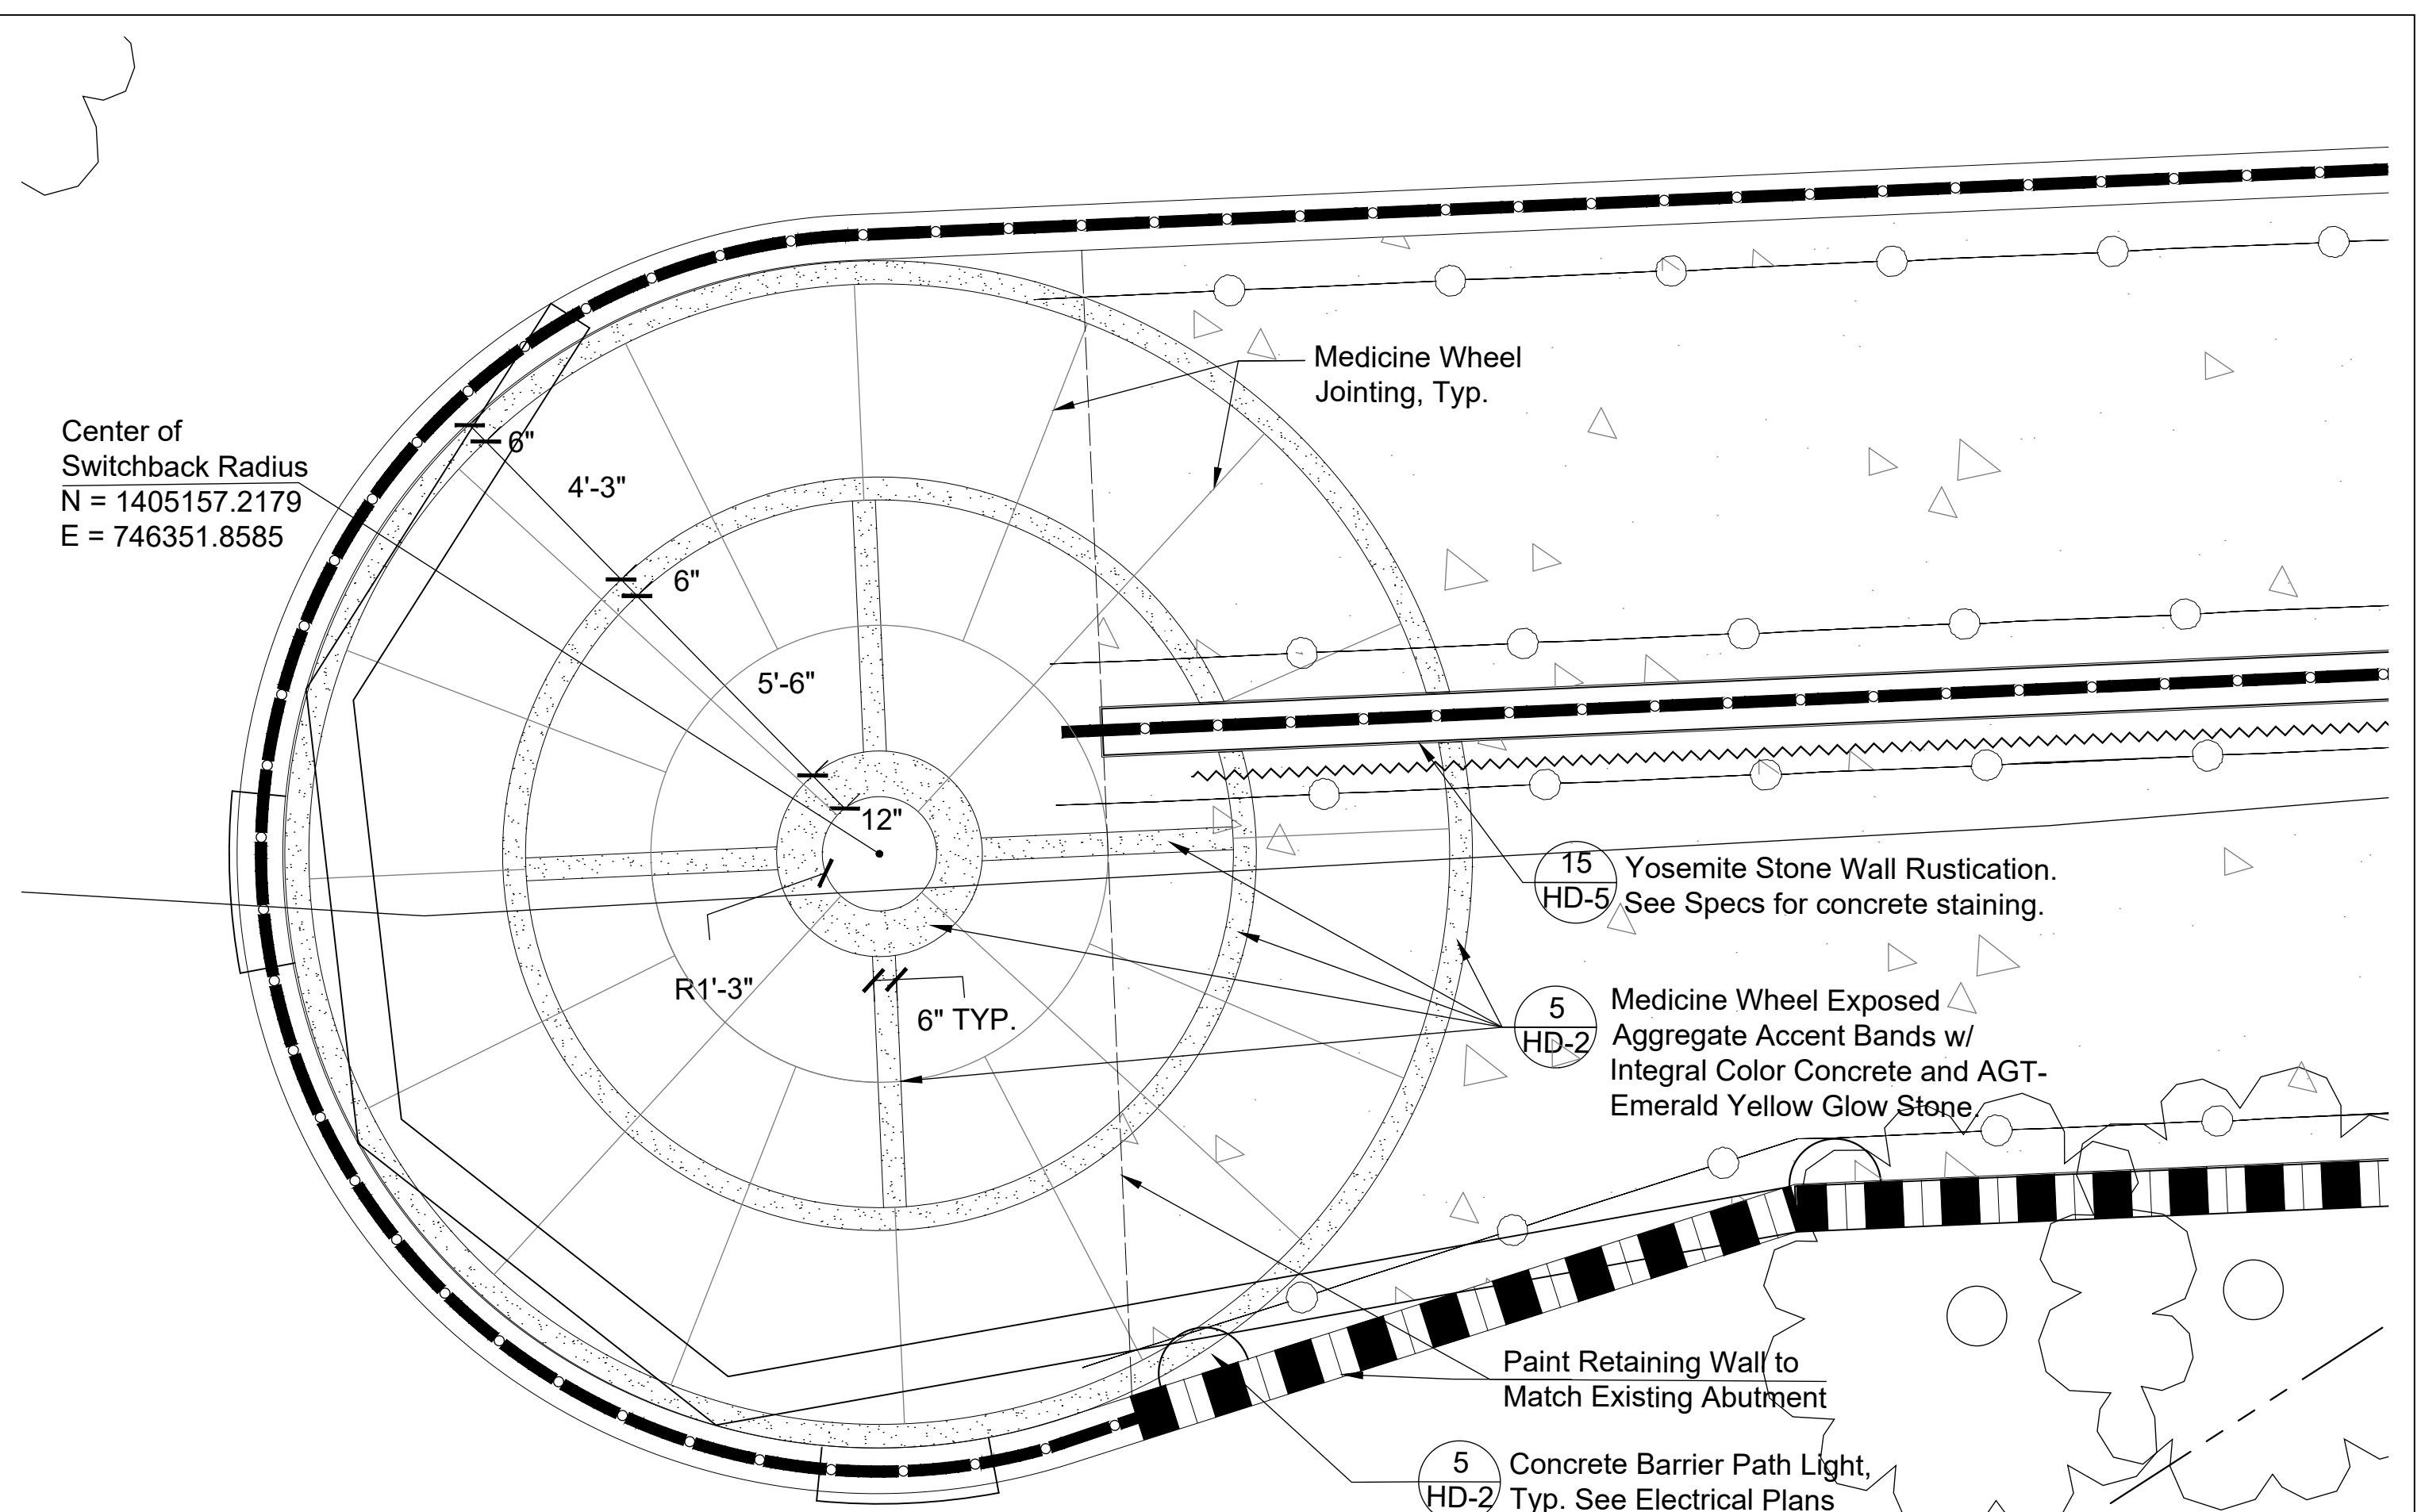 Medicine Wheel
Jointing, Typ.
Center of
Switchback Radius
N = 1405157.2179
E = 746351.8585
6"
4'-3"
6"
5'-6"
12"
R1'-3"
6" TYP.
15
HD-5
Yosemite Stone Wall Rustication.
See Specs for concrete staining.
5
HD-2
Medicine Wheel Exposed
Aggregate Accent Bands w/
Integral Color Concrete and AGT-
Emerald Yellow Glow Stone.
Paint Retaining Wall to
Match Existing Abutment
5
HD-2
Concrete Barrier Path Light,
Typ. See Electrical Plans